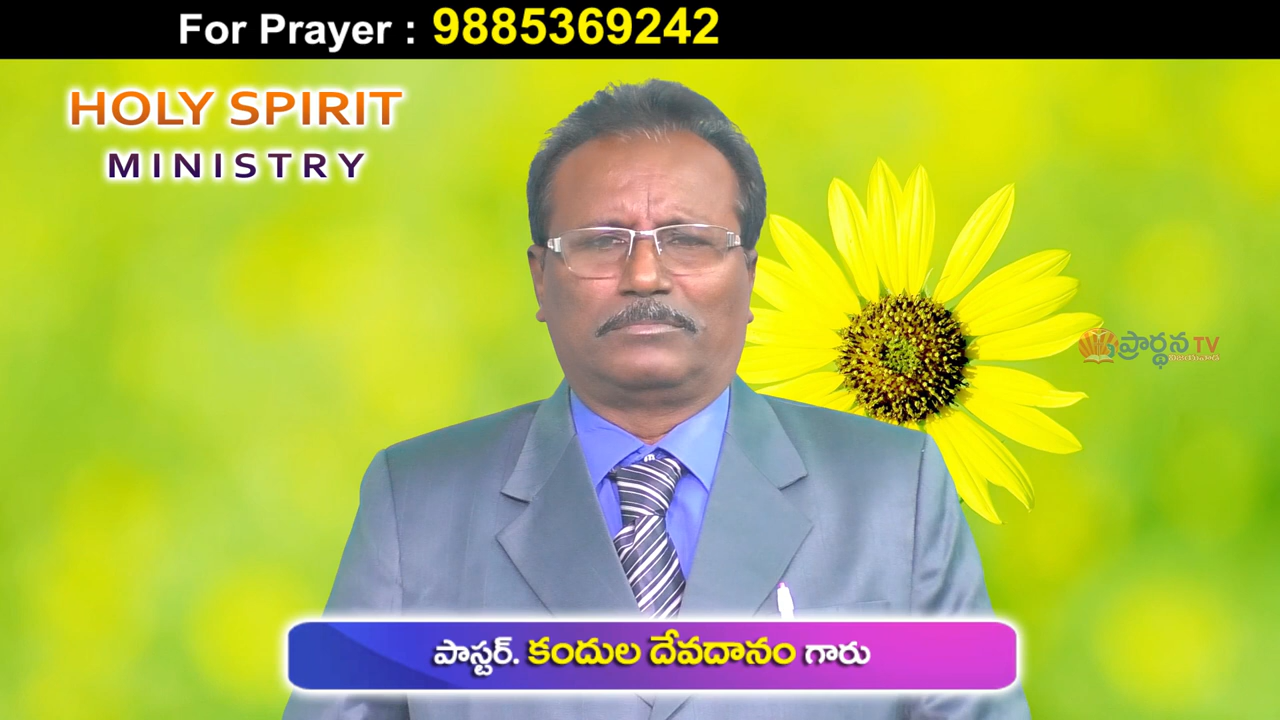 For Prayer : 9885369242
HOLY SPIRIT
MINISTRY
ప్రార్థన TV
పాస్టర్. కందుల దేవదానం గారు